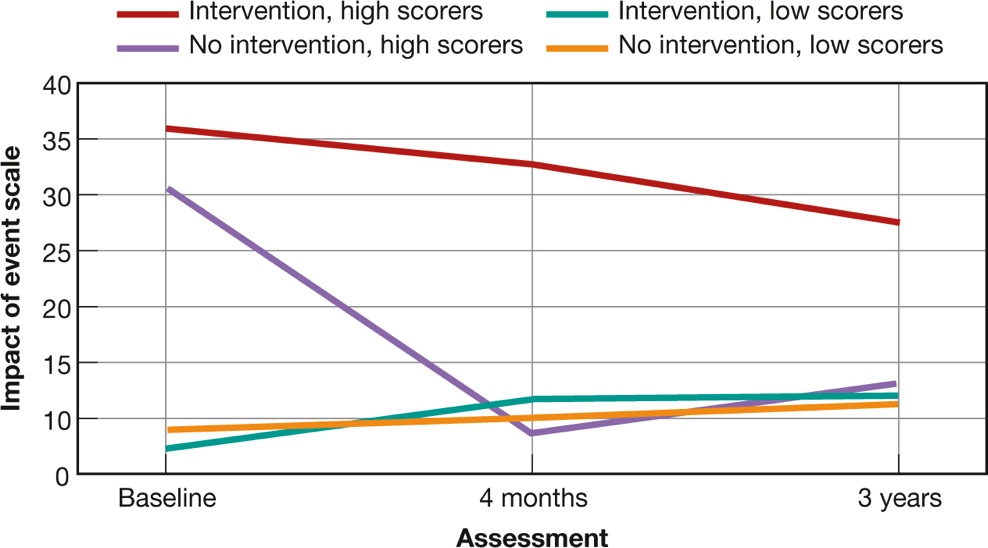 Intervention, high scorers
Intervention, low scorers
No intervention, high scorers
No intervention, low scorers
40
35
30
25
20
15
10
0
Impact of event scale
Baseline
4 months
3 years
Assessment